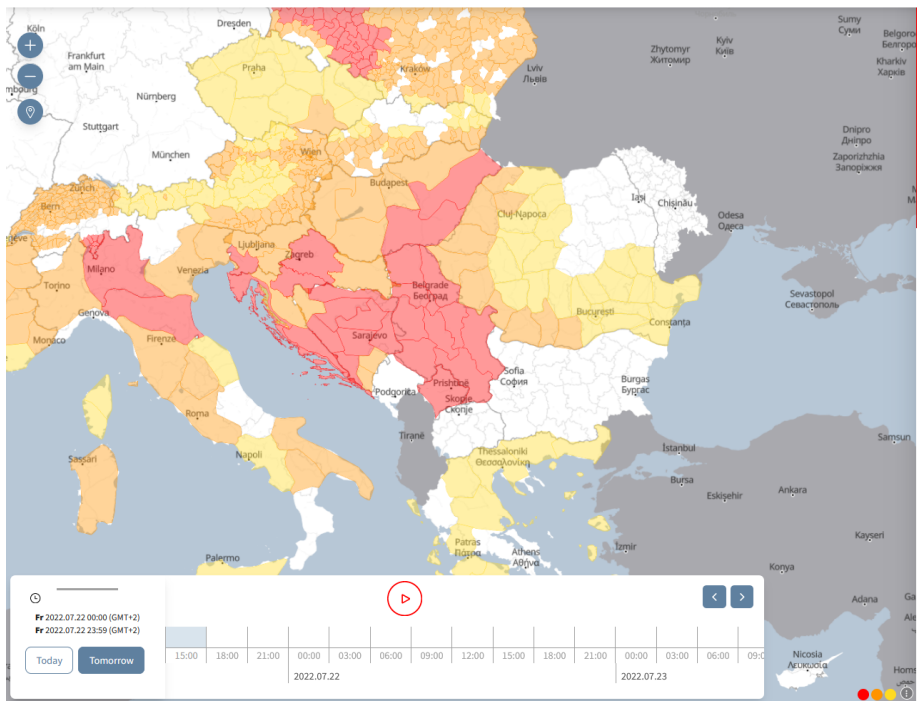 Köln
Dresden
Sumy
Суми
Kyiv
Київ
Zhytomyr
Житомир
Frankfurt
am Main
Praha
Kraków
Lviv
Львів
Kharkiv
Харків
Nürnberg
Stuttgart
München
Wien
Dnipro
Дніпро
Zaporizhzhia
Запоріжжя
Zürich
Bern
Budapest
Cluj-Napoca
Iași
Chișinău
Odesa
Одеса
Ljubljana
Zagreb
Milano
Venezia
Torino
Genova
Belgrade
Београд
București
Constanța
Sevastopol
Севастополь
Monaco
Firenze
Sarajevo
Podgorica
Prishtinë
Sofia
София
Burgas
Бургас
Skopje
Скопје
Roma
Tiranë
İstanbul
Samsun
Napoli
Thessaloniki
Θεσσαλονίκη
Sassari
Bursa
Eskişehir
Ankara
Kayseri
Palermo
Patras
Πάτρα
Athens
Αθήνα
İzmir
Konya
Adana
Fr 2022.07.22 00:00 (GMT+2)
Fr 2022.07.22 23:59 (GMT+2)
Today Tomorrow
15:00 18:00 21:00 00:00 03:00 06:00 09:00 12:00 15:00 18:00 21:00 00:00 03:00 06:00
2022.07.22 2022.07.23
Nicosia
Λευκωσία